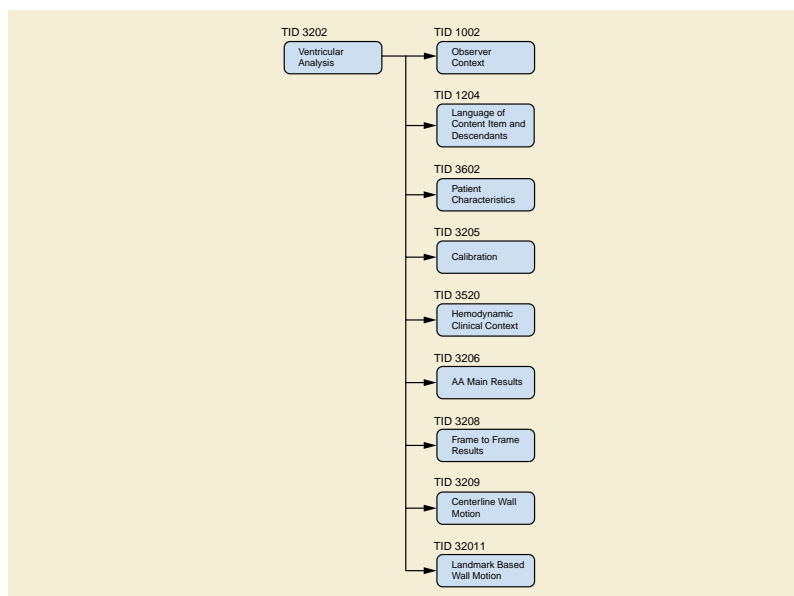 TID 3202
Ventricular
Analysis
TID 1002
Observer
Context
TID 1204
Language of
Content Item and
Descendants
TID 3602
Patient
Characteristics
TID 3205
Calibration
TID 3520
Hemodynamic
Clinical Context
TID 3206
AA Main Results
TID 3208
Frame to Frame
Results
TID 3209
Centerline Wall
Motion
TID 32011
Landmark Based
Wall Motion